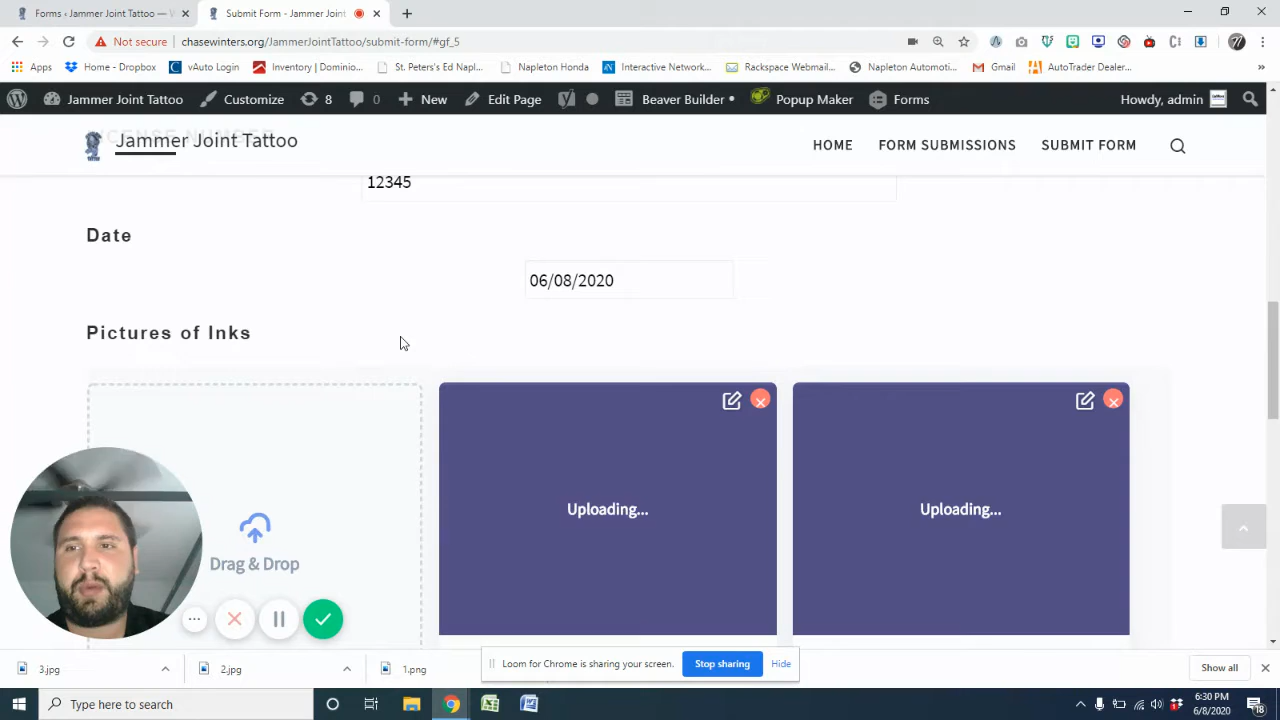 Forms ‹ Jammer Joint Tattoo — W
Submit Form - Jammer Joint
Not secure
chasewinters.org/JammerJointTattoo/submit-form/#gf_5
Apps
Home - Dropbox
vAuto Login
Inventory | Dominio...
St. Peter's Ed Napl...
Napleton Honda
Interactive Network...
Rackspace Webmail...
Napleton Automoti...
Gmail
AutoTrader Dealer...
Jammer Joint Tattoo
Customize
8
0
New
Edit Page
Beaver Builder
Popup Maker
Forms
Howdy, admin
Jammer Joint Tattoo
HOME
FORM SUBMISSIONS
SUBMIT FORM
12345
Date
06/08/2020
Pictures of Inks
Drag & Drop
Uploading...
Uploading...
3.jpg
2.jpg
1.png
Loom for Chrome is sharing your screen.
Stop sharing
Hide
Show all
Type here to search
6:30 PM
6/8/2020
18